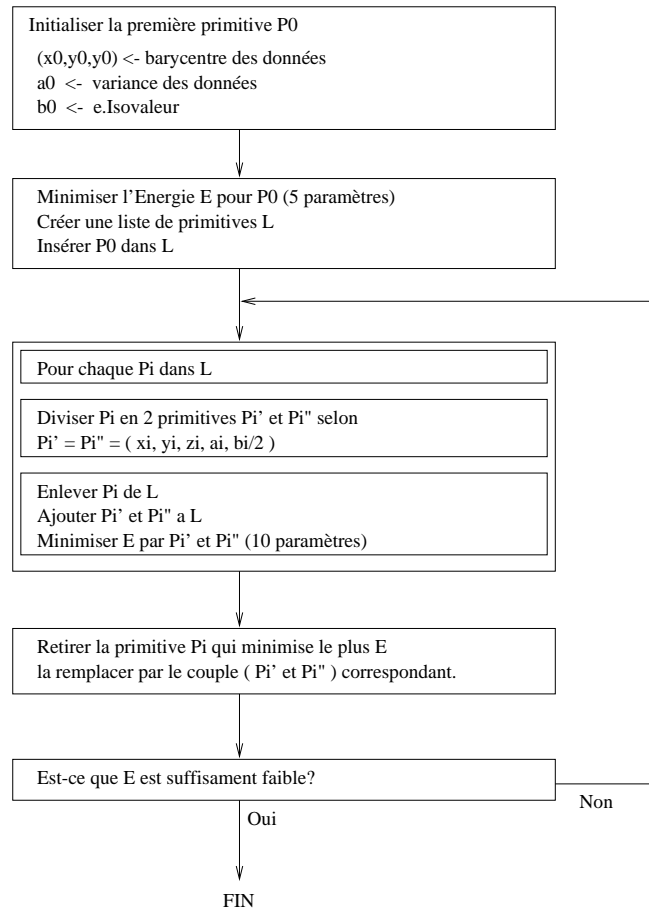 Initialiser la première primitive P0
(x0,y0,y0) <- barycentre des données
a0 <- variance des données
b0 <- e.Isovaleur
Minimiser l'Energie E pour P0 (5 paramètres)
Créer une liste de primitives L
Insérer P0 dans L
Pour chaque Pi dans L
Diviser Pi en 2 primitives Pi' et Pi" selon
Pi' = Pi" = ( xi, yi, zi, ai, bi/2 )
Enlever Pi de L
Ajouter Pi' et Pi" a L
Minimiser E par Pi' et Pi" (10 paramètres)
Retirer la primitive Pi qui minimise le plus E
la remplacer par le couple ( Pi' et Pi" ) correspondant.
Est-ce que E est suffisament faible?
Non
Oui
FIN